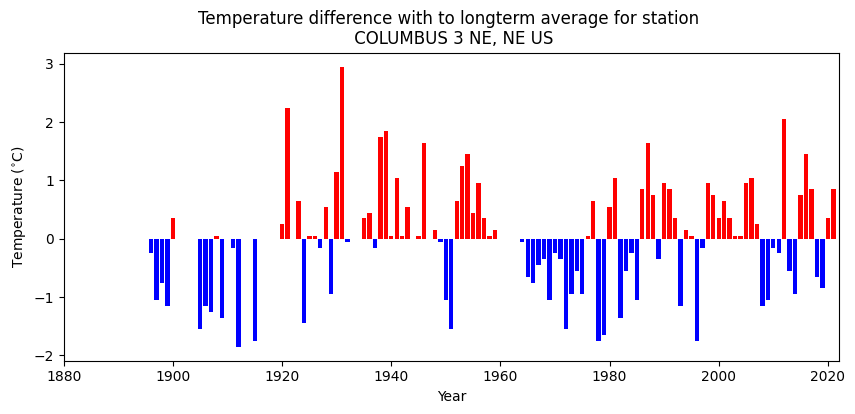 Temperature difference with to longterm average for station
COLUMBUS 3 NE, NE US
3
2
1
0
−1
−2
Temperature (°C)
1880 1900 1920 1940 1960 1980 2000 2020
Year